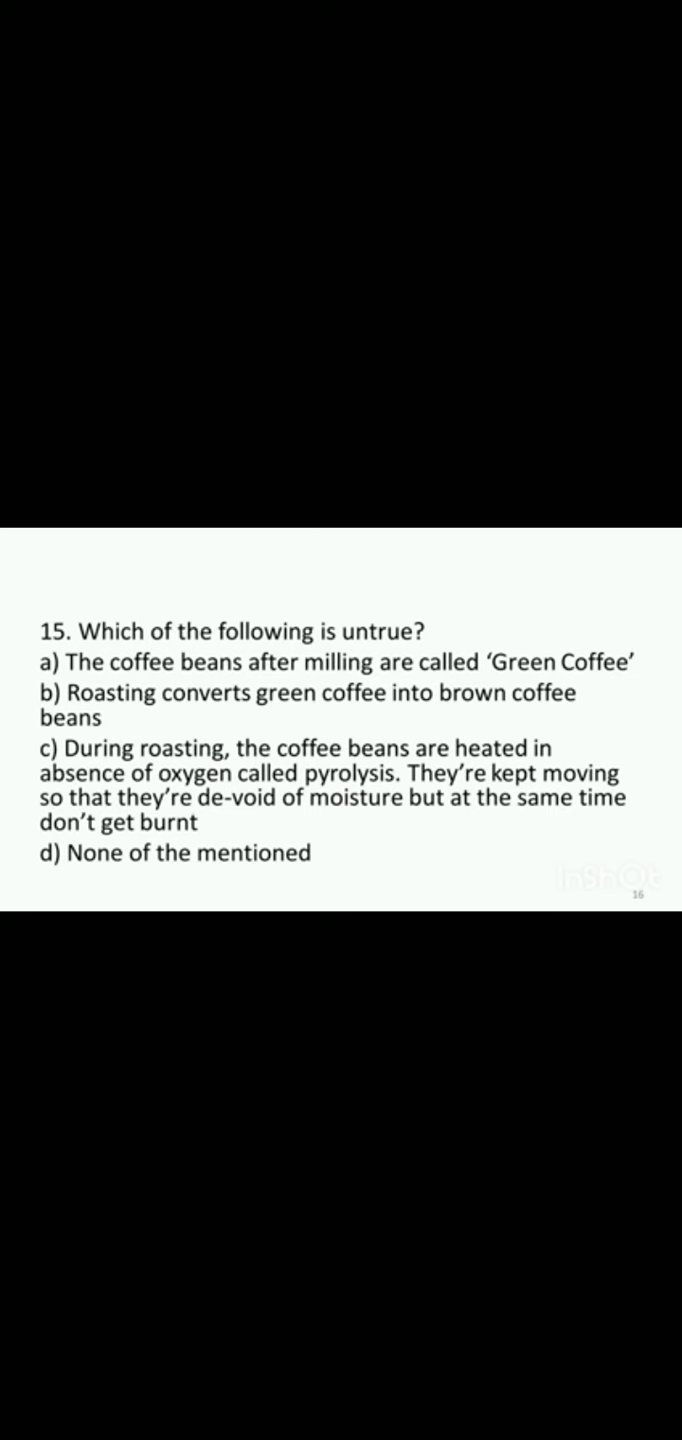 15. Which of the following is untrue?
a) The coffee beans after milling are called ‘Green Coffee’
b) Roasting converts green coffee into brown coffee
beans
c) During roasting, the coffee beans are heated in
absence of oxygen called pyrolysis. They’re kept moving
so that they’re de-void of moisture but at the same time
don’t get burnt
d) None of the mentioned
InShOt
16